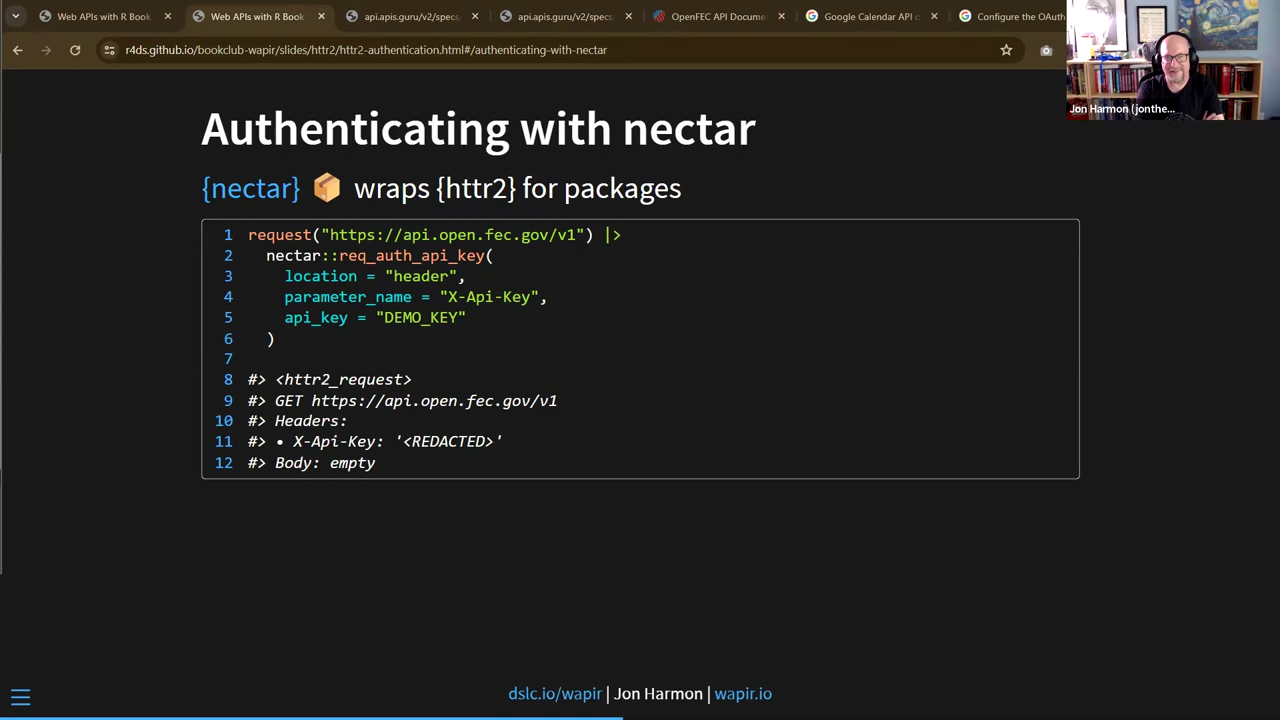 Web APIs with R Book
Web APIs with R Book
api.apis.guru/v2/specs
api.apis.guru/v2/specs
OpenFEC API Docume
Google Calendar API o
Configure the OAuth
r4ds.github.io/bookclub-wapir/slides/httr2/httr2-authentication.html#/authenticating-with-nectar
Jon Harmon (jonthe...
Authenticating with nectar
{nectar} 📦 wraps {httr2} for packages
1 request("https://api.open.fec.gov/v1") |>
2 nectar::req_auth_api_key(
3 location = "header",
4 parameter_name = "X-Api-Key",
5 api_key = "DEMO_KEY"
6 )
7
8 #> <httr2_request>
9 #> GET https://api.open.fec.gov/v1
10 #> Headers:
11 #> • X-Api-Key: '<REDACTED>'
12 #> Body: empty
dslc.io/wapir | Jon Harmon | wapir.io